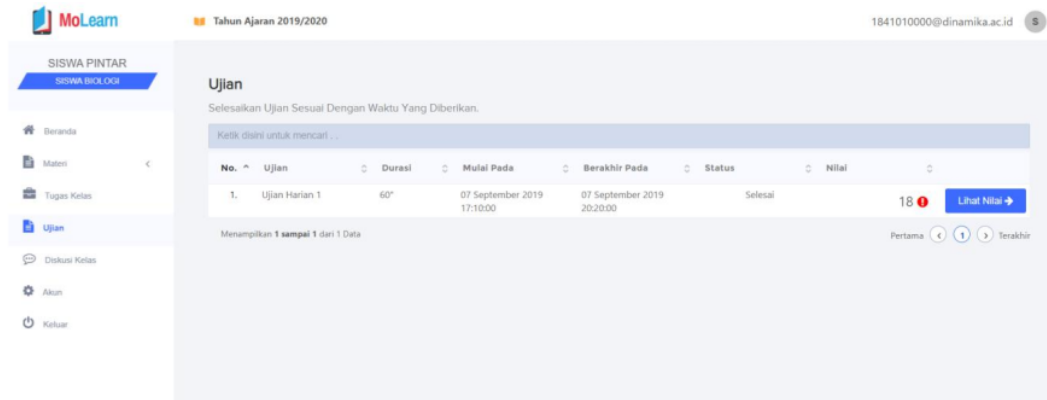 MoLearn
Tahun Ajaran 2019/2020
1841010000@dinamika.ac.id
S
SISWA PINTAR
SISWA BIOLOGI
Beranda
Materi
Tugas Kelas
Ujian
Diskusi Kelas
Akun
Keluar
Ujian
Selesaikan Ujian Sesuai Dengan Waktu Yang Diberikan.
Ketik disini untuk mencari . .
No. Ujian Durasi Mulai Pada Berakhir Pada Status Nilai
1. Ujian Harian 1 60" 07 September 2019 07 September 2019 Selesai 18 Lihat Nilai
17:10:00 20:20:00
Menampilkan 1 sampai 1 dari 1 Data
Pertama 1 Terakhir